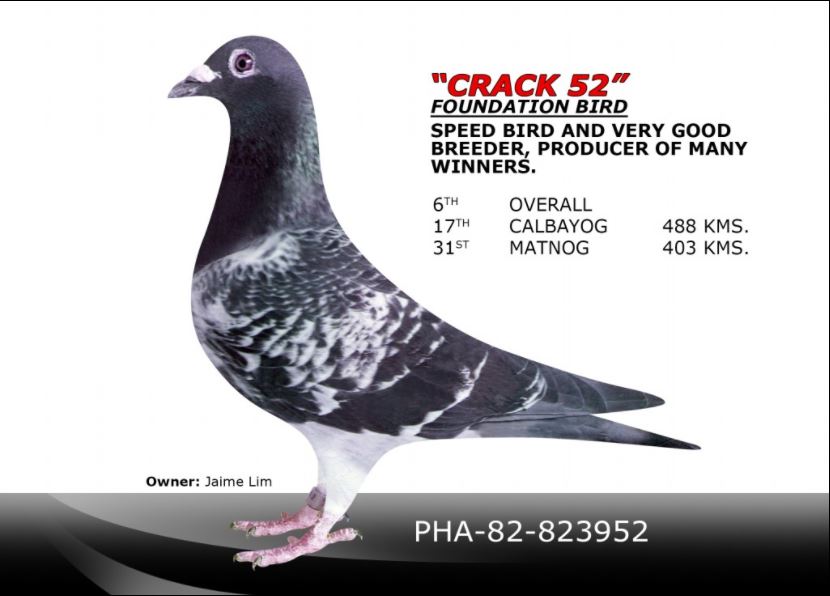 “CRACK 52”
FOUNDATION BIRD
SPEED BIRD AND VERY GOOD
BREEDER, PRODUCER OF MANY
WINNERS.
6TH OVERALL
17TH CALBAYOG 488 KMS.
31ST MATNOG 403 KMS.
Owner: Jaime Lim
PHA-82-823952